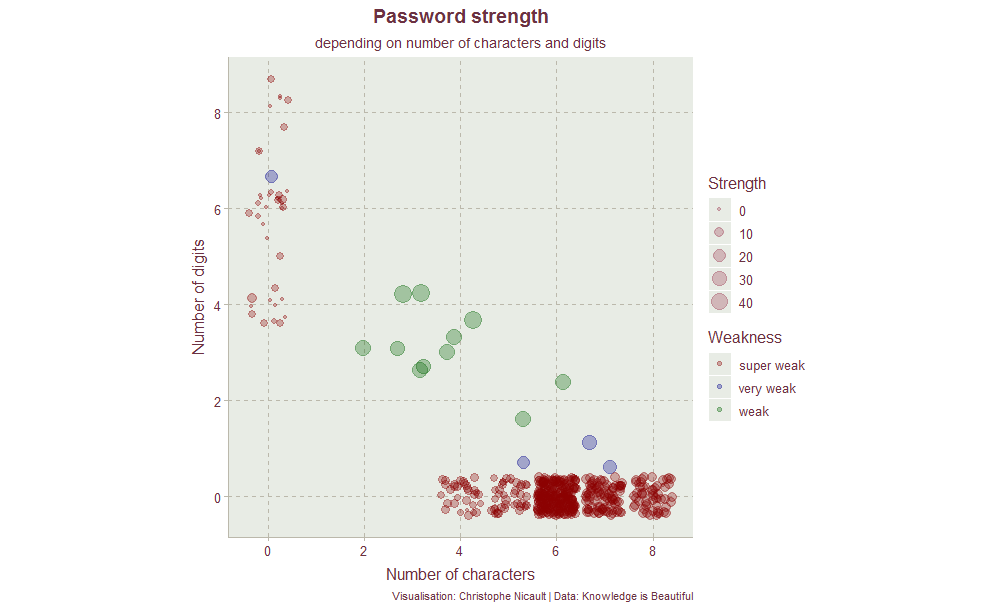 Password strength
depending on number of characters and digits
Number of digits
8
6
4
2
0
0 2 4 6 8
Number of characters
Strength
0
10
20
30
40
Weakness
super weak
very weak
weak
Visualisation: Christophe Nicault | Data: Knowledge is Beautiful